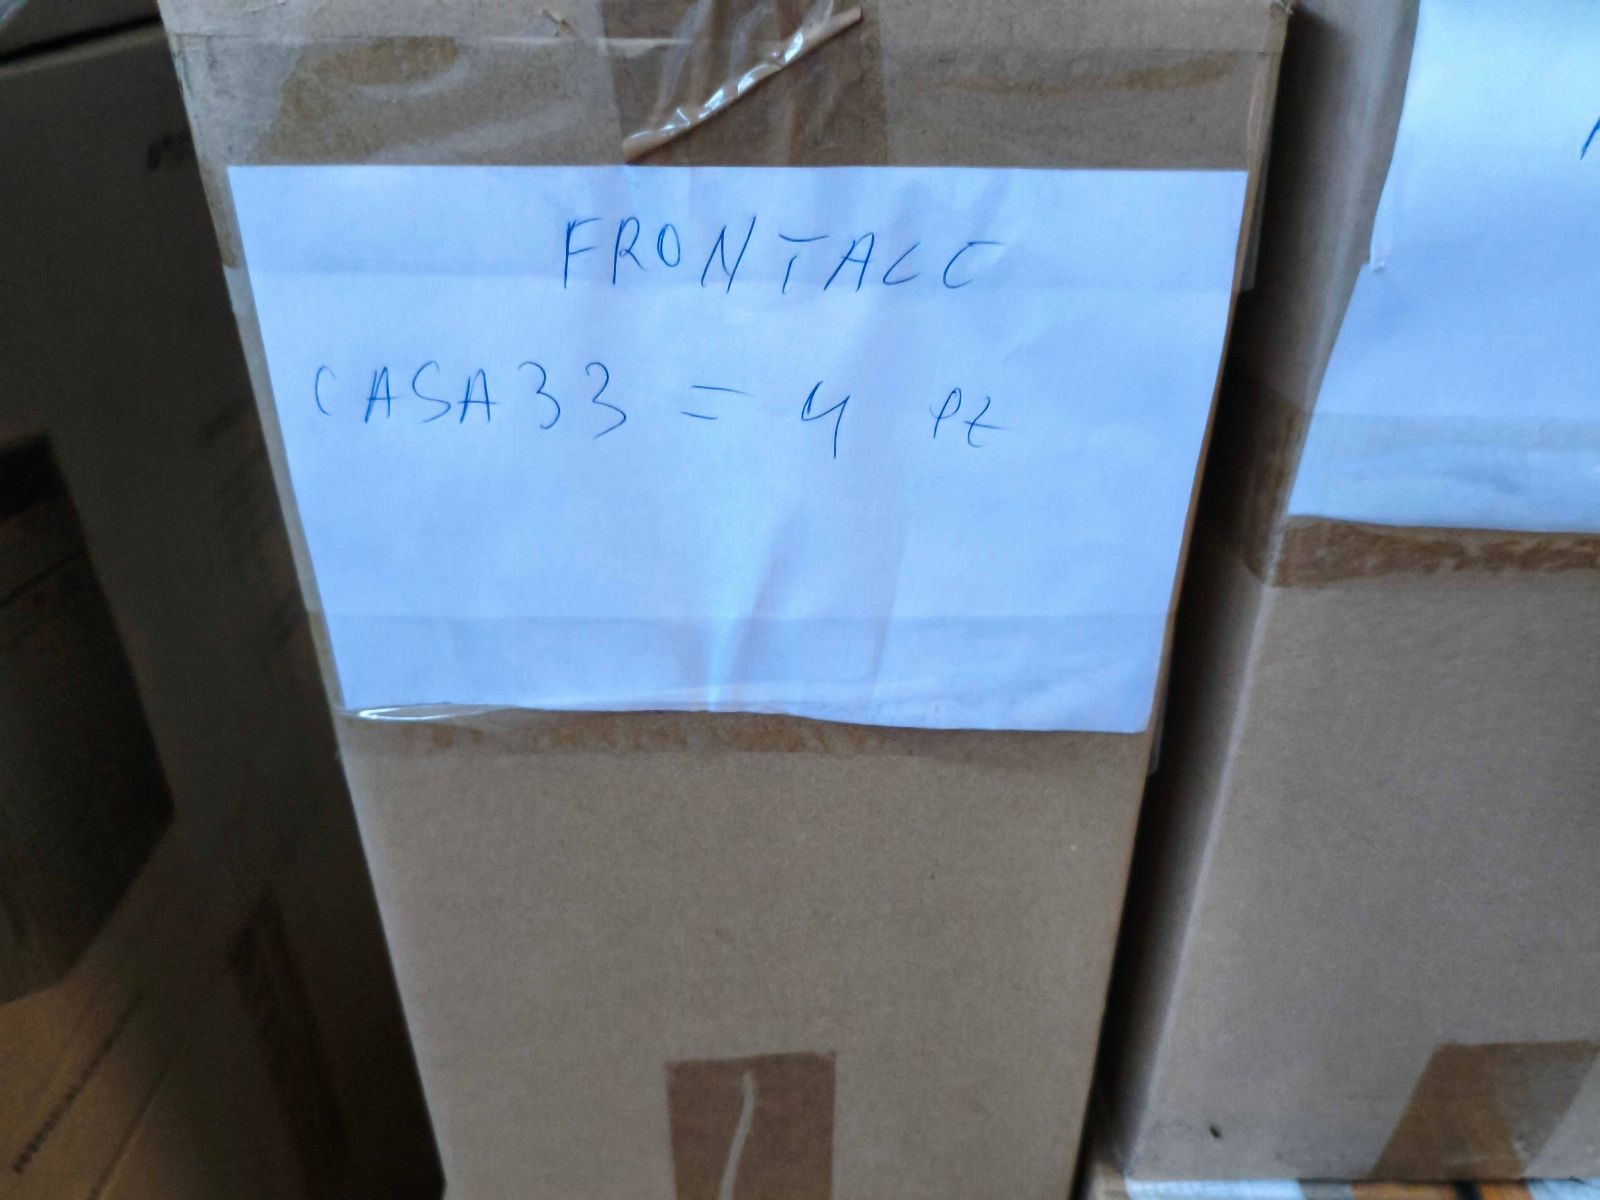 FRONTALE
CASA33 = 4 PZ